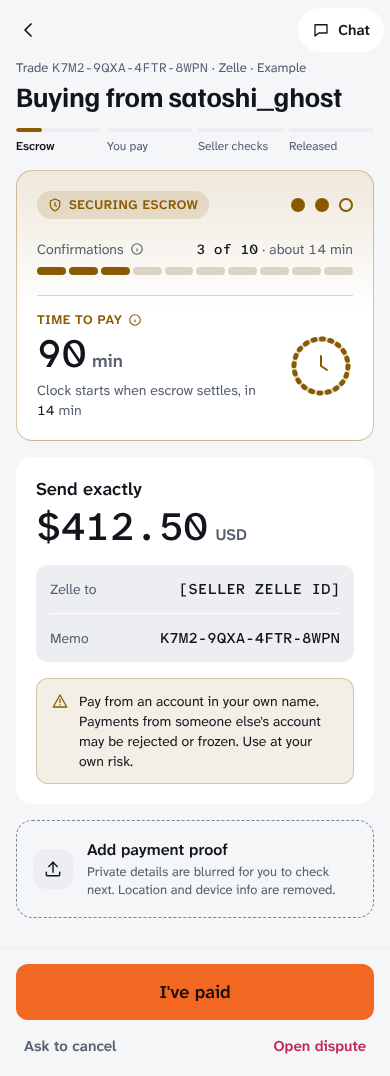 Chat
Trade K7M2-9QXA-4FTR-8WPN · Zelle · Example
Buying from satoshi_ghost
Escrow
You pay
Seller checks
Released
SECURING ESCROW
Confirmations
3 of 10 · about 14 min
TIME TO PAY
90 min
Clock starts when escrow settles, in
14 min
Send exactly
$412.50 USD
Zelle to
[SELLER ZELLE ID]
Memo
K7M2-9QXA-4FTR-8WPN
Pay from an account in your own name.
Payments from someone else's account
may be rejected or frozen. Use at your
own risk.
Add payment proof
Private details are blurred for you to check
next. Location and device info are removed.
I've paid
Ask to cancel
Open dispute